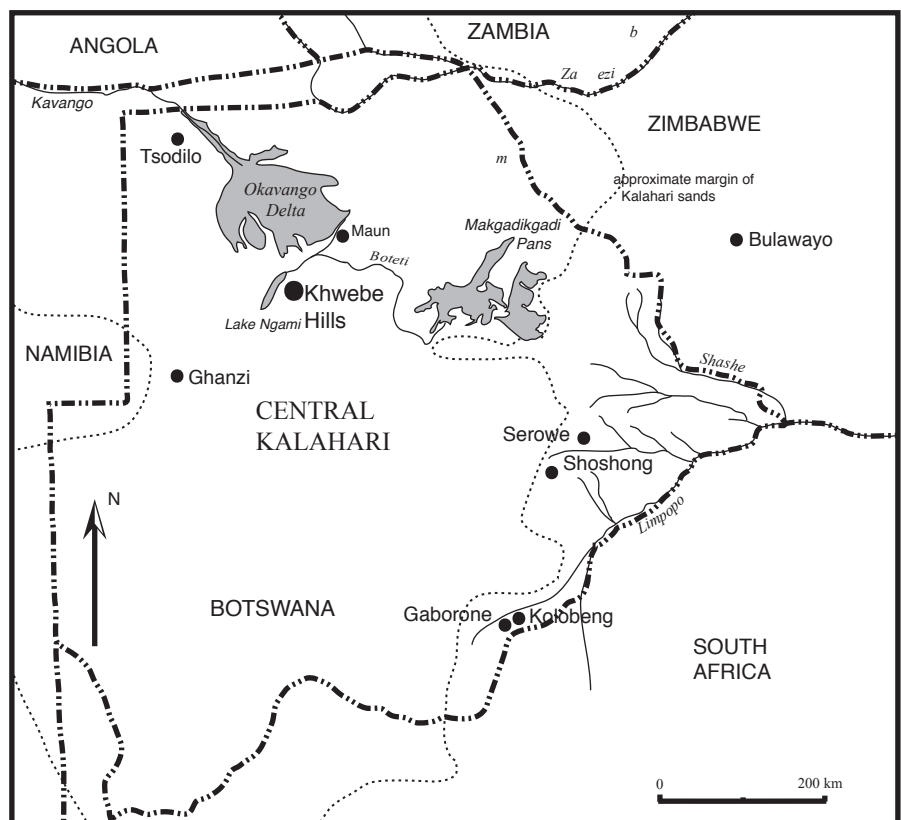 ANGOLA
ZAMBIA
b
Za ezi
Kavango
ZIMBABWE
Tsodilo
m
approximate margin of
Kalahari sands
Okavango
Delta
Maun
Makgadikgadi
Pans
Bulawayo
Boteti
Khwebe
Hills
Lake Ngami
NAMIBIA
Shashe
Ghanzi
CENTRAL
KALAHARI
Serowe
Shoshong
N
Limpopo
BOTSWANA
Gaborone
Kolobeng
SOUTH
AFRICA
0 200 km